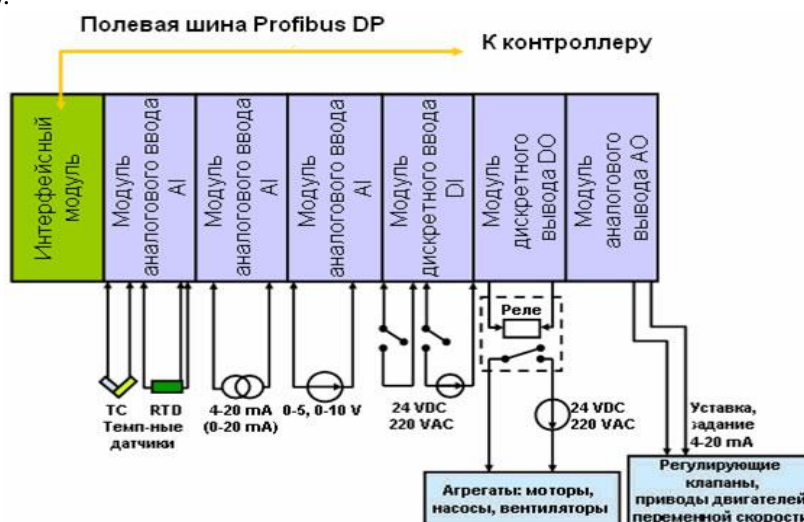 Полевая шина Profibus DP
К контроллеру
Интерфейсный
модуль
Модуль
аналогового ввода
AI
Модуль
аналогового ввода
AI
Модуль
аналогового ввода
AI
Модуль
дискретного ввода
DI
Модуль
дискретного
вывода DO
Модуль
аналогового
вывода AO
Реле
TC
RTD
Темп-ные
датчики
4-20 mA
(0-20 mA)
0-5, 0-10 V
24 VDC
220 VAC
24 VDC
220 VAC
Уставка,
задание
4-20 mA
Агрегаты: моторы,
насосы, вентиляторы
Регулирующие
клапаны,
приводы двигателей
переменной скорости